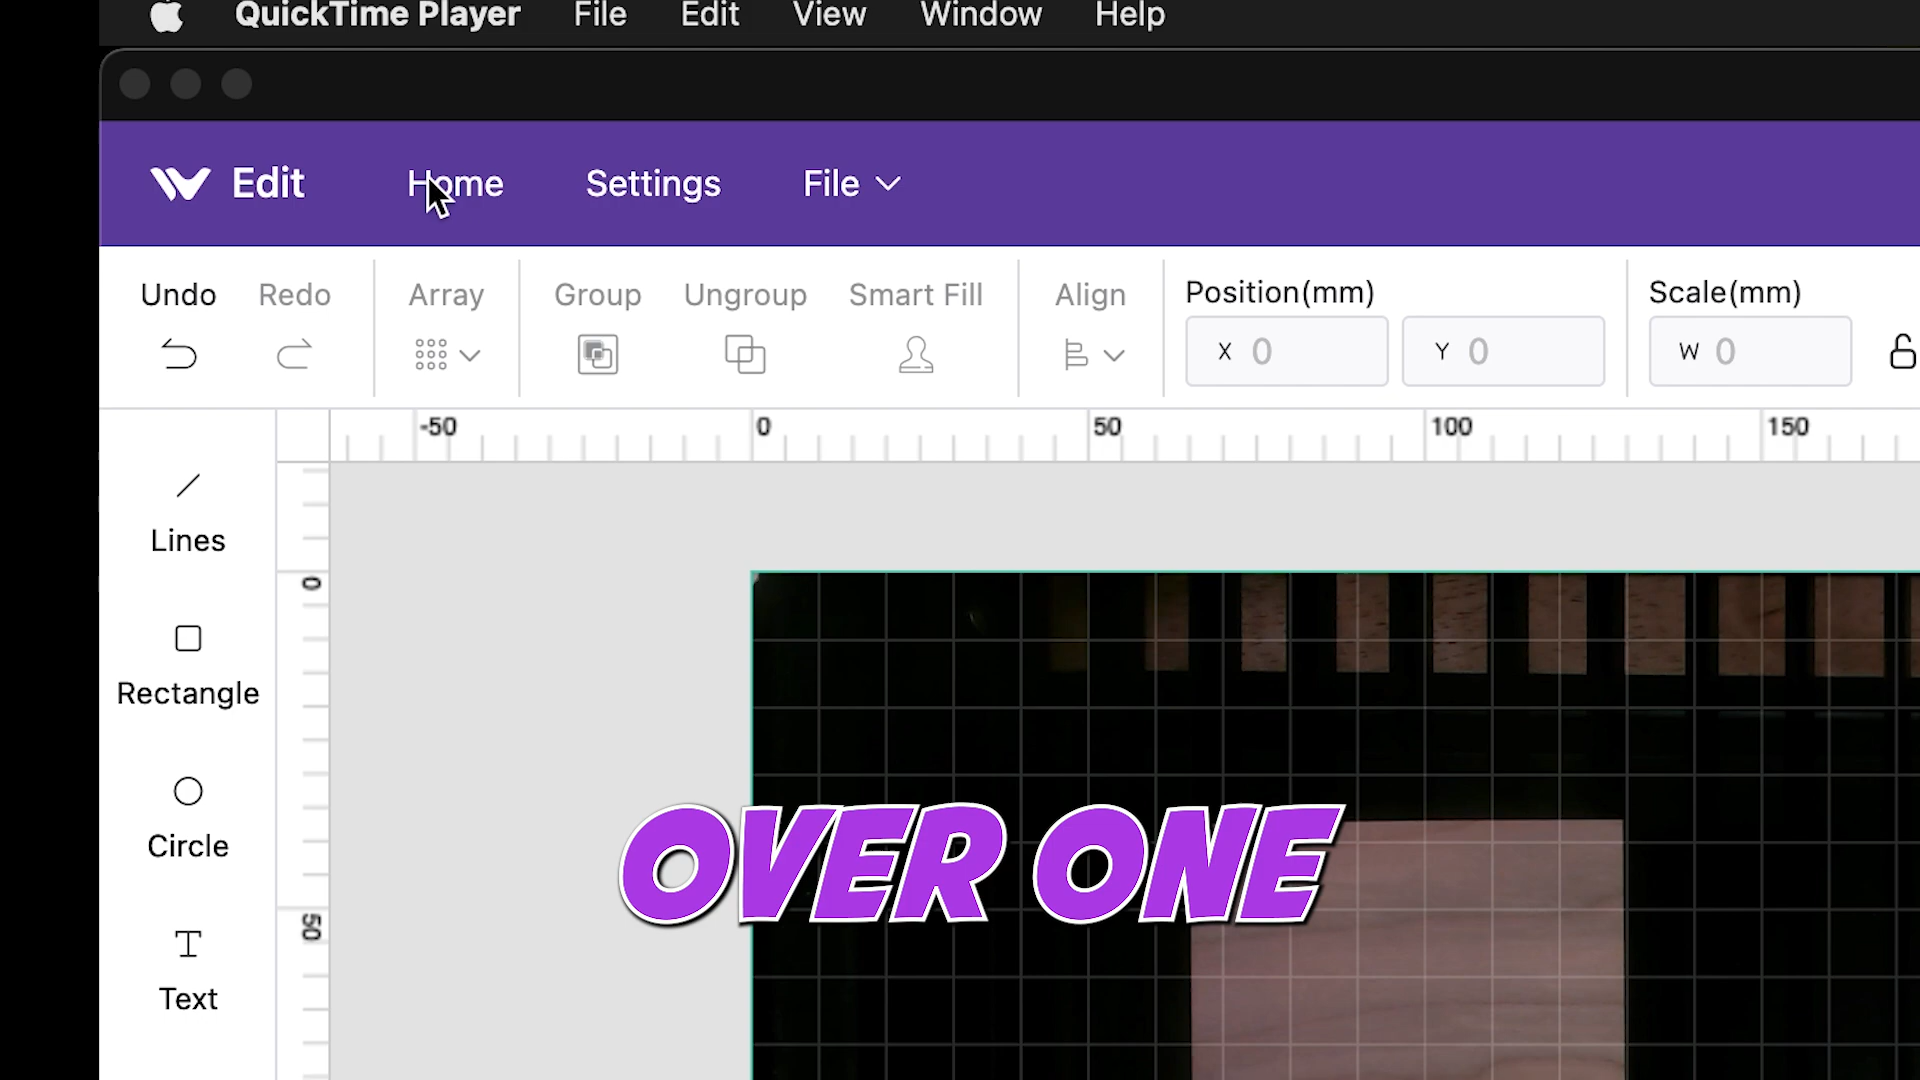 QuickTime Player File Edit View Window Help
Edit Home Settings File
Undo Redo Array Group Ungroup Smart Fill Align Position(mm) Scale(mm)
X 0 Y 0 W 0
-50 0 50 100 150
Lines
0
Rectangle
Circle
OVER ONE
50
Text